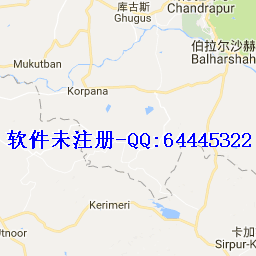 库古斯
Ghugus
Chandrapur
伯拉尔沙赫
Balharshah
Mukutban
Korpana
软件未注册-QQ:64445322
Kerimeri
Utnoor
卡加
Sirpur-K